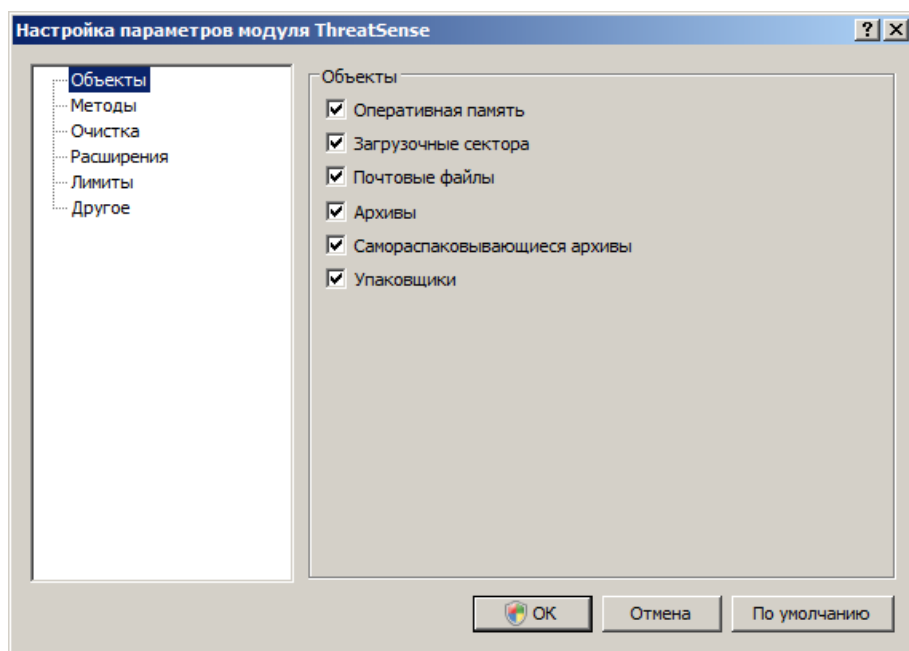 Настройка параметров модуля ThreatSense
Объекты
Методы
Очистка
Расширения
Лимиты
Другое
Объекты
Оперативная память
Загрузочные сектора
Почтовые файлы
Архивы
Самораспаковывающиеся архивы
Упаковщики
ОК
Отмена
По умолчанию